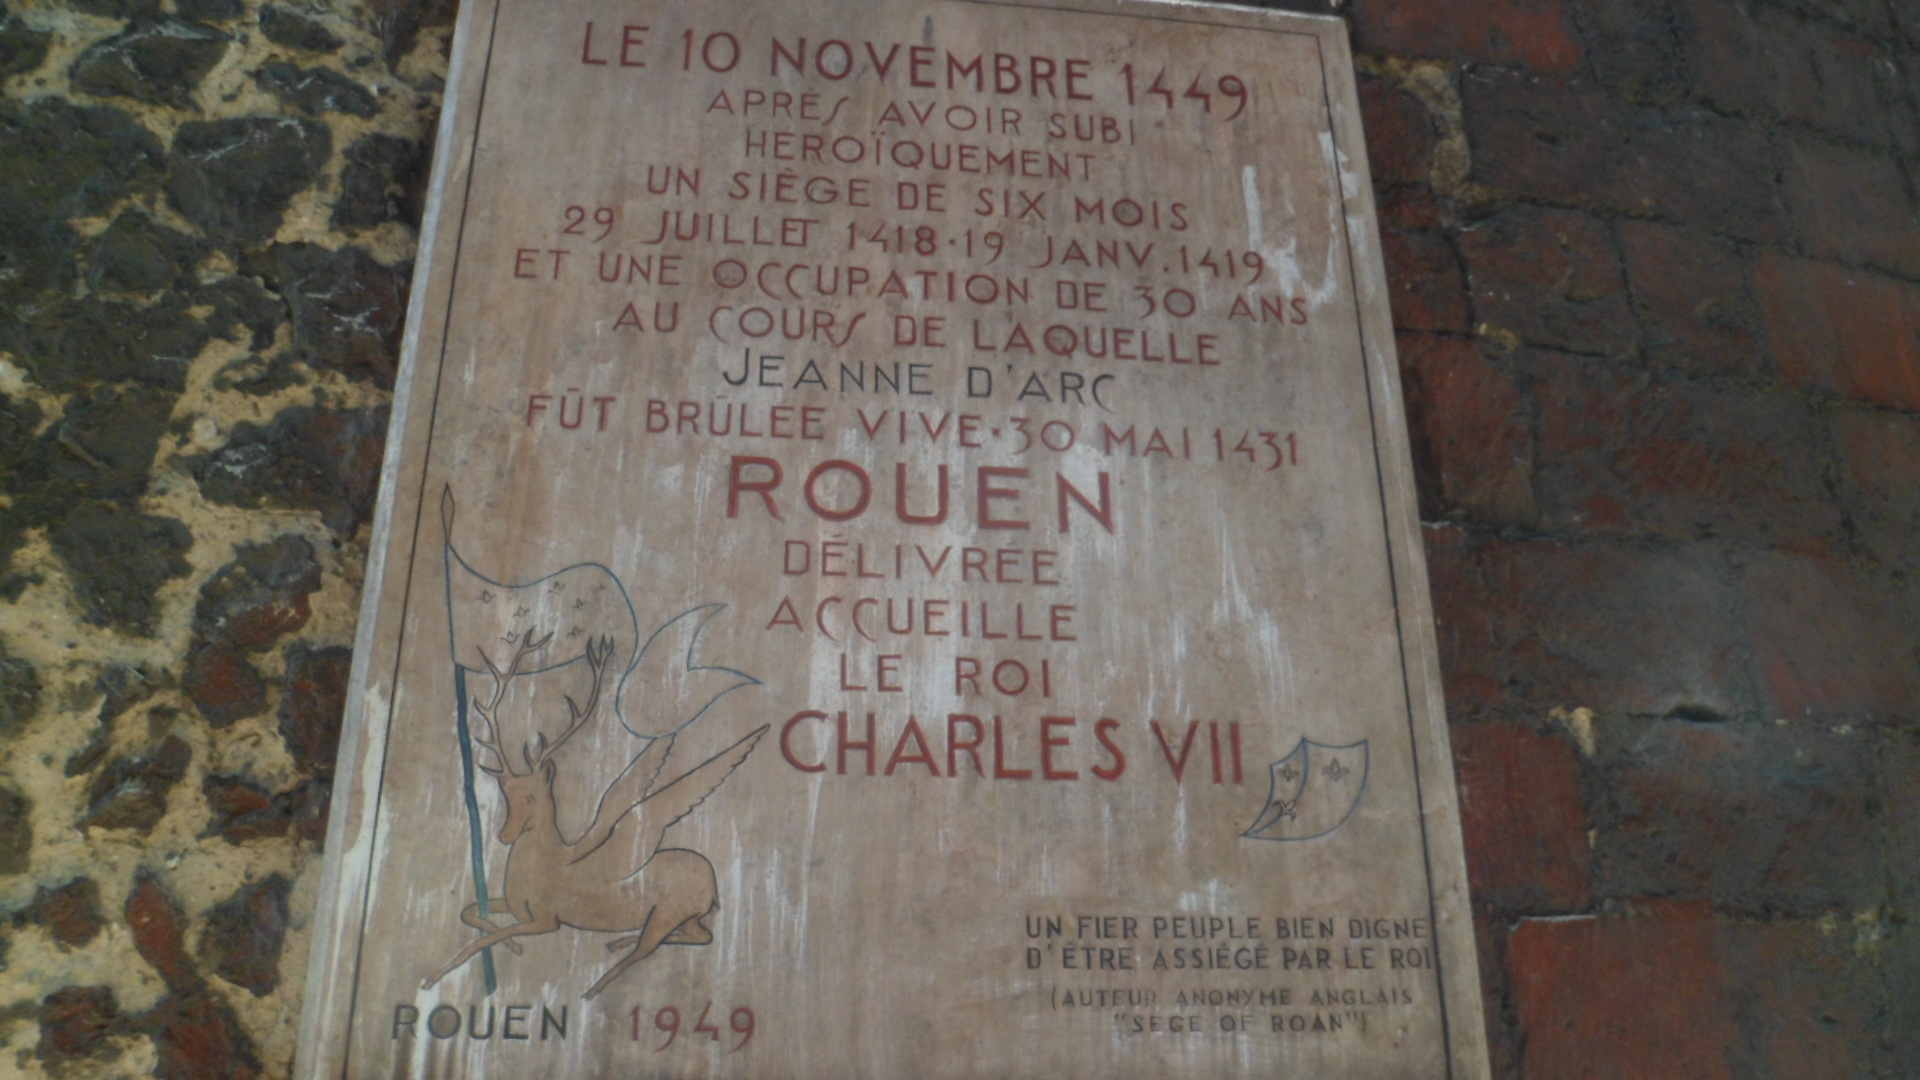 LE 10 NOVEMBRE 1449
APRÈS AVOIR SUBI
HÉROÏQUEMENT
UN SIÈGE DE SIX MOIS
29 JUILLET 1418·19 JANV.1419
ET UNE OCCUPATION DE 30 ANS
AU COURS DE LAQUELLE
JEANNE D'ARC
FÛT BRÛLÉE VIVE·30 MAI 1431
ROUEN
DÉLIVRÉE
ACCUEILLE
LE ROI
CHARLES VII
UN FIER PEUPLE BIEN DIGNE
D'ÊTRE ASSIÉGÉ PAR LE ROI
(AUTEUR ANONYME ANGLAIS
"SEGE OF ROAN")
ROUEN 1949